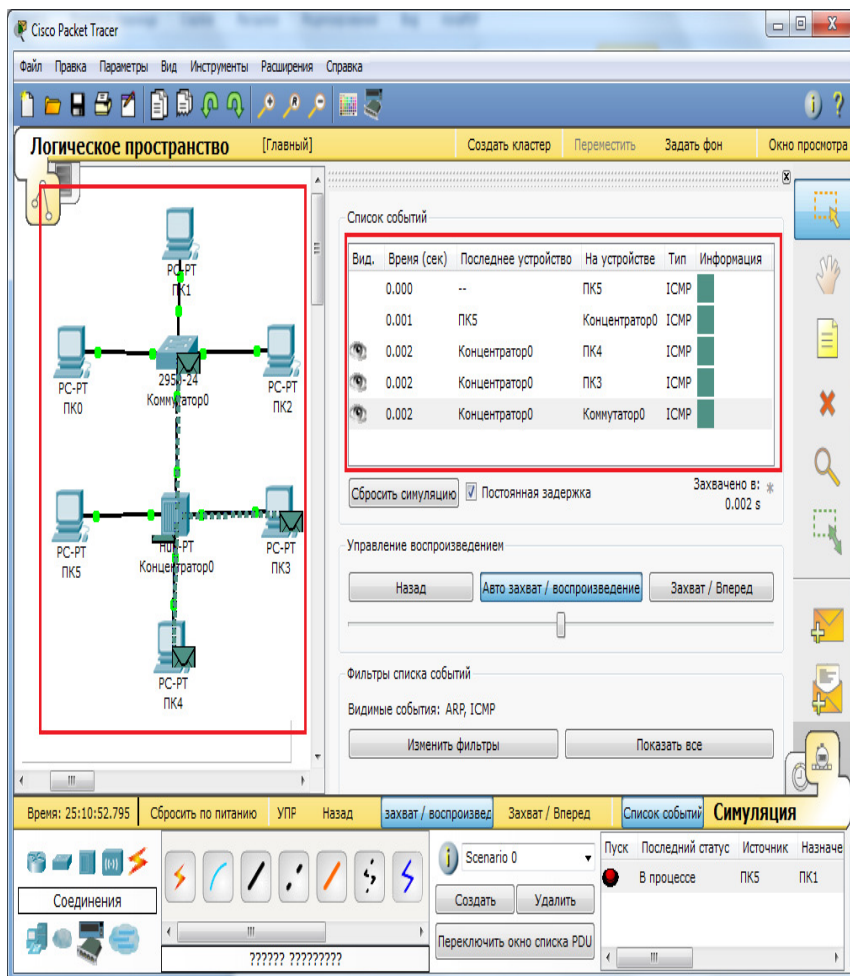 Cisco Packet Tracer
Файл Правка Параметры Вид Инструменты Расширения Справка
Логическое пространство [Главный] Создать кластер Переместить Задать фон Окно просмотра
Список событий
Вид. Время (сек) Последнее устройство На устройстве Тип Информация
0.000 -- ПК5 ICMP
0.001 ПК5 Концентратор0 ICMP
0.002 Концентратор0 ПК4 ICMP
0.002 Концентратор0 ПК3 ICMP
0.002 Концентратор0 Коммутатор0 ICMP
Сбросить симуляцию Постоянная задержка Захвачено в: *
0.002 s
Управление воспроизведением
Назад Авто захват / воспроизведение Захват / Вперед
Фильтры списка событий
Видимые события: ARP, ICMP
Изменить фильтры Показать все
PC-PT
ПК1
PC-PT
ПК0
2950-24
Коммутатор0
PC-PT
ПК2
PC-PT
ПК5
HUB-PT
Концентратор0
PC-PT
ПК3
PC-PT
ПК4
Время: 25:10:52.795 Сбросить по питанию УПР Назад захват / воспроизвед Захват / Вперед Список событий Симуляция
Соединения
?????? ?????????
Scenario 0
Создать Удалить
Переключить окно списка PDU
Пуск Последний статус Источник Назначе
В процессе ПК5 ПК1